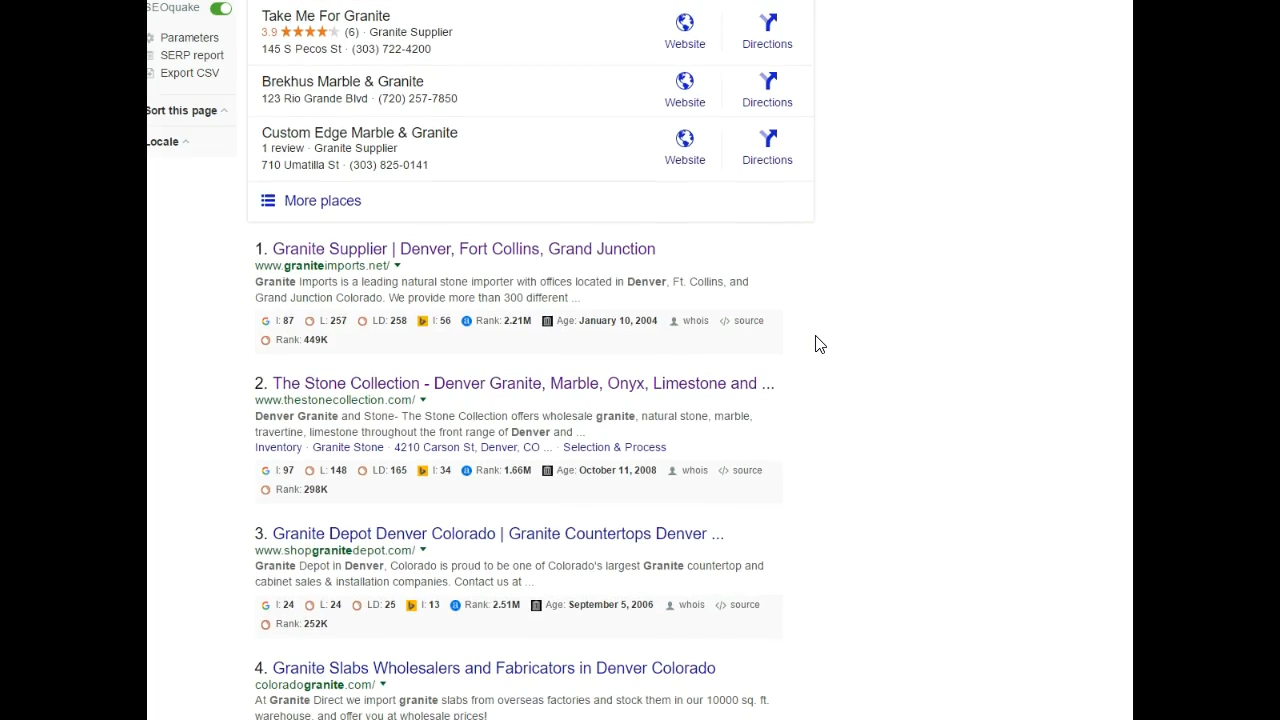 SEOquake
Parameters
SERP report
Export CSV
Sort this page
Locale
Take Me For Granite
3.9 (6) · Granite Supplier
145 S Pecos St · (303) 722-4200
Website
Directions
Brekhus Marble & Granite
123 Rio Grande Blvd · (720) 257-7850
Website
Directions
Custom Edge Marble & Granite
1 review · Granite Supplier
710 Umatilla St · (303) 825-0141
Website
Directions
More places
1. Granite Supplier | Denver, Fort Collins, Grand Junction
www.graniteimports.net/
Granite Imports is a leading natural stone importer with offices located in Denver, Ft. Collins, and
Grand Junction Colorado. We provide more than 300 different ...
I: 87 L: 257 LD: 258 I: 56 Rank: 2.21M Age: January 10, 2004 whois </> source
Rank: 449K
2. The Stone Collection - Denver Granite, Marble, Onyx, Limestone and ...
www.thestonecollection.com/
Denver Granite and Stone- The Stone Collection offers wholesale granite, natural stone, marble,
travertine, limestone throughout the front range of Denver and ...
Inventory · Granite Stone · 4210 Carson St, Denver, CO ... · Selection & Process
I: 97 L: 148 LD: 165 I: 34 Rank: 1.66M Age: October 11, 2008 whois </> source
Rank: 298K
3. Granite Depot Denver Colorado | Granite Countertops Denver ...
www.shopgranitedepot.com/
Granite Depot in Denver, Colorado is proud to be one of Colorado's largest Granite countertop and
cabinet sales & installation companies. Contact us at ...
I: 24 L: 24 LD: 25 I: 13 Rank: 2.51M Age: September 5, 2006 whois </> source
Rank: 252K
4. Granite Slabs Wholesalers and Fabricators in Denver Colorado
coloradogranite.com/
At Granite Direct we import granite slabs from overseas factories and stock them in our 10000 sq. ft.
warehouse, and offer you at wholesale prices!